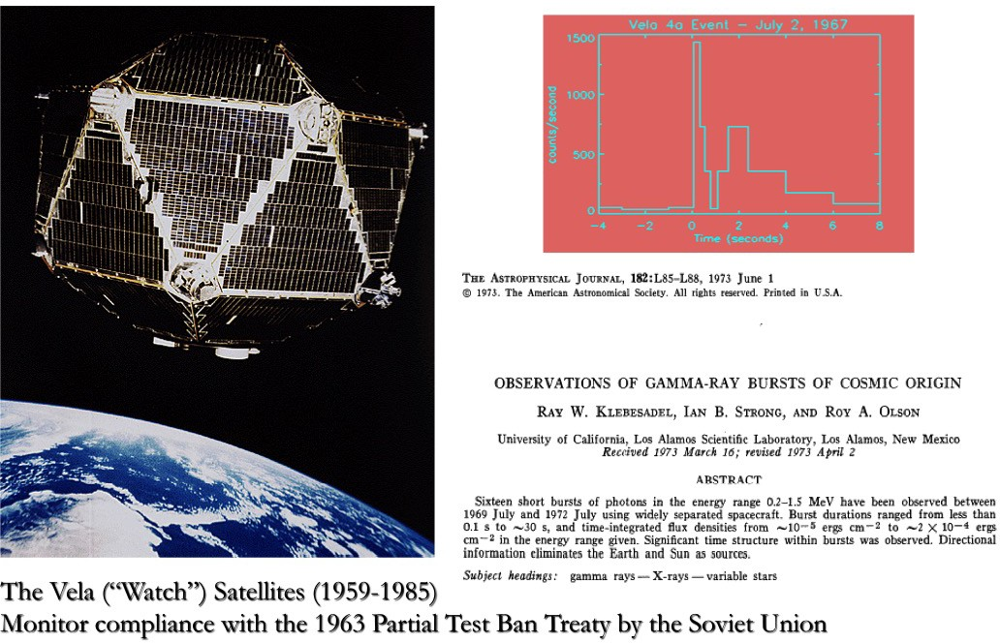 Vela 4a Event – July 2, 1967
1500
1000
500
0
counts/second
-4 -2 0 2 4 6 8
Time (seconds)
THE ASTROPHYSICAL JOURNAL, 182:L85–L88, 1973 June 1
© 1973. The American Astronomical Society. All rights reserved. Printed in U.S.A.
OBSERVATIONS OF GAMMA-RAY BURSTS OF COSMIC ORIGIN
RAY W. KLEBESADEL, IAN B. STRONG, AND ROY A. OLSON
University of California, Los Alamos Scientific Laboratory, Los Alamos, New Mexico
Received 1973 March 16; revised 1973 April 2
ABSTRACT
Sixteen short bursts of photons in the energy range 0.2–1.5 MeV have been observed between
1969 July and 1972 July using widely separated spacecraft. Burst durations ranged from less than
0.1 s to ~30 s, and time-integrated flux densities from ~10⁻⁵ ergs cm⁻² to ~2 × 10⁻⁴ ergs
cm⁻² in the energy range given. Significant time structure within bursts was observed. Directional
information eliminates the Earth and Sun as sources.
Subject headings: gamma rays — X-rays — variable stars
The Vela (“Watch”) Satellites (1959-1985)
Monitor compliance with the 1963 Partial Test Ban Treaty by the Soviet Union